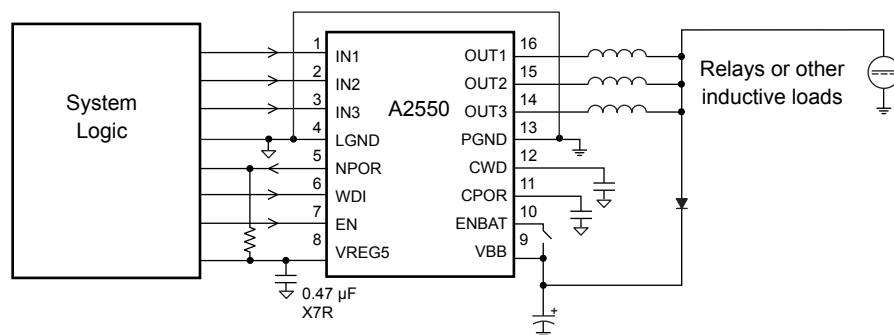 System
Logic
A2550
1
2
3
4
5
6
7
8
IN1
IN2
IN3
LGND
NPOR
WDI
EN
VREG5
OUT1
OUT2
OUT3
PGND
CWD
CPOR
ENBAT
VBB
16
15
14
13
12
11
10
9
Relays or other
inductive loads
0.47 µF
X7R
+